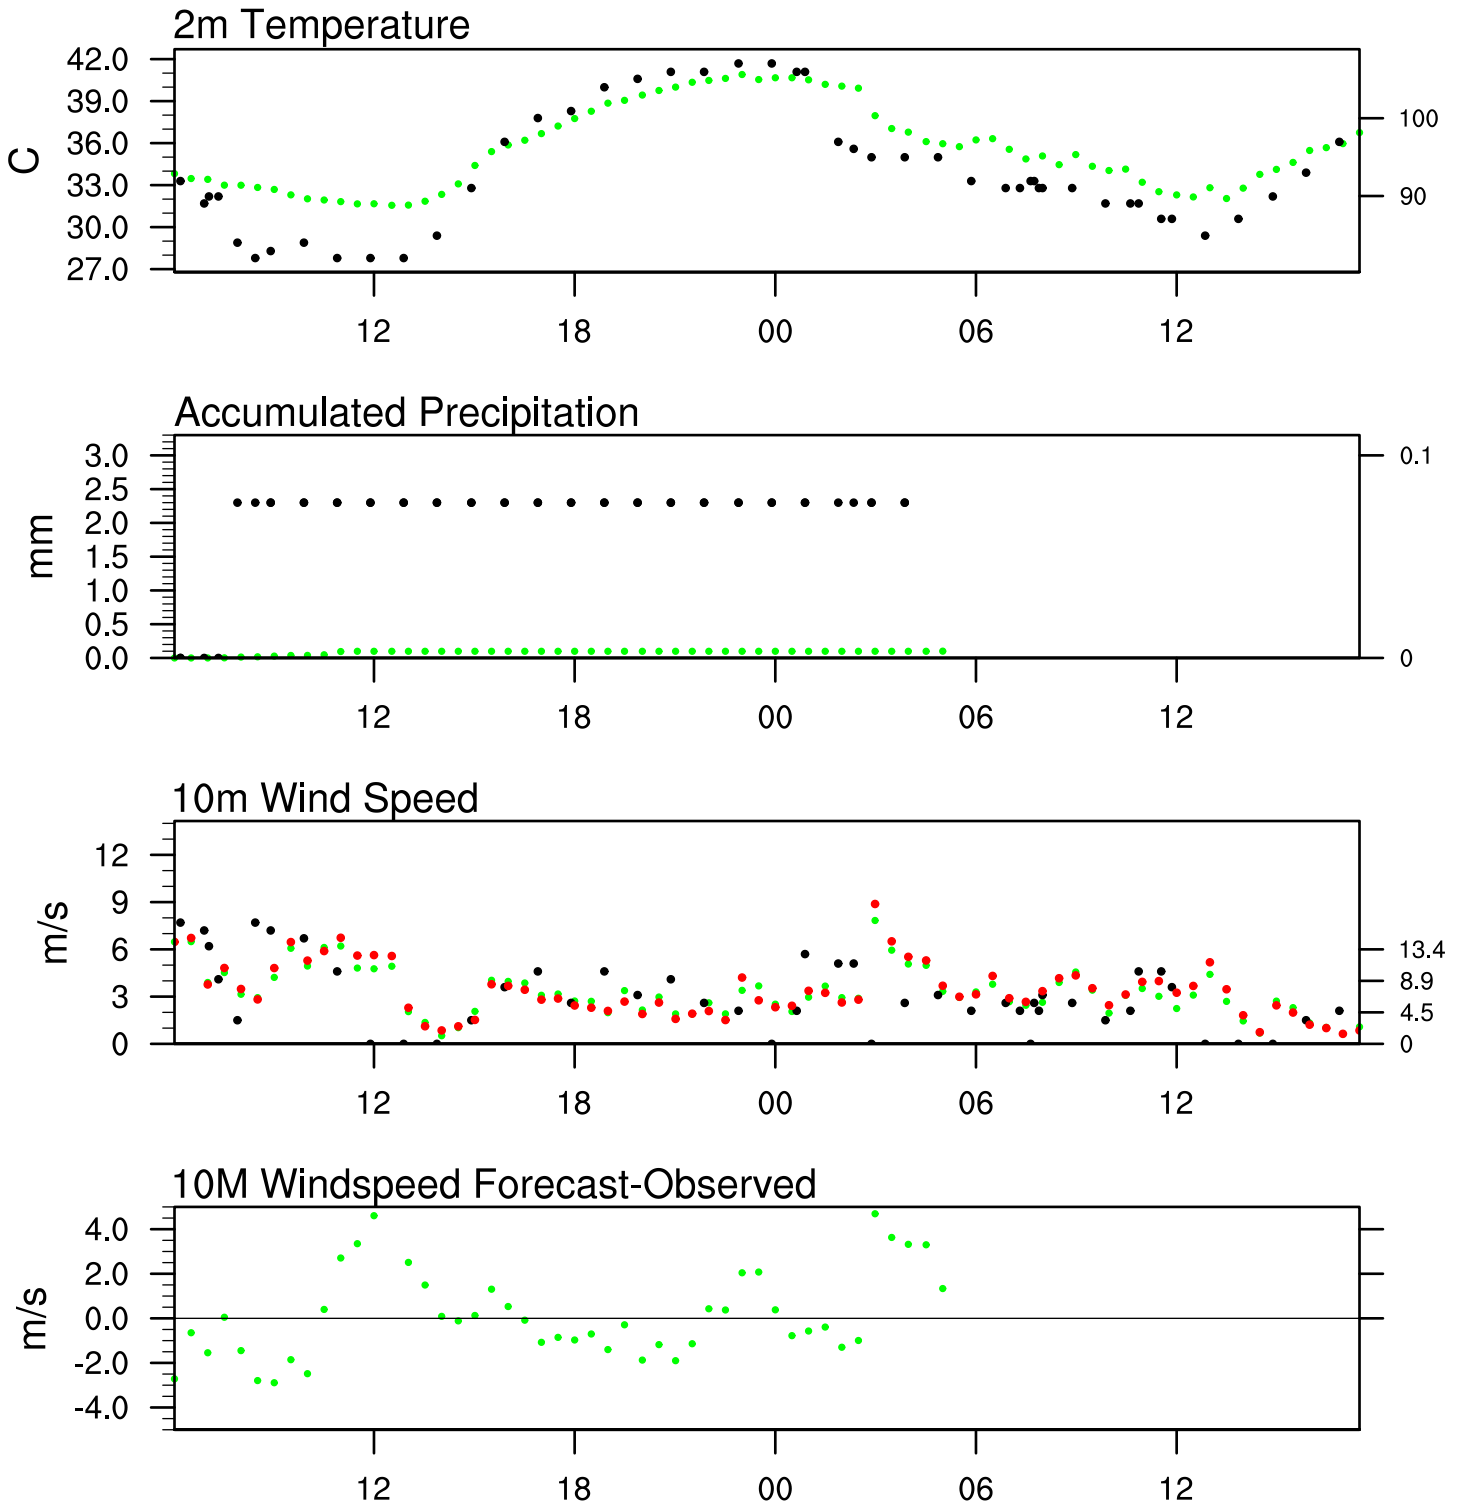 2m Temperature
42.0
39.0
36.0
33.0
30.0
27.0
C
100
90
12 18 00 06 12
Accumulated Precipitation
3.0
2.5
2.0
1.5
1.0
0.5
0.0
mm
0.1
0
12 18 00 06 12
10m Wind Speed
12
9
6
3
0
m/s
13.4
8.9
4.5
0
12 18 00 06 12
10M Windspeed Forecast-Observed
4.0
2.0
0.0
-2.0
-4.0
m/s
12 18 00 06 12